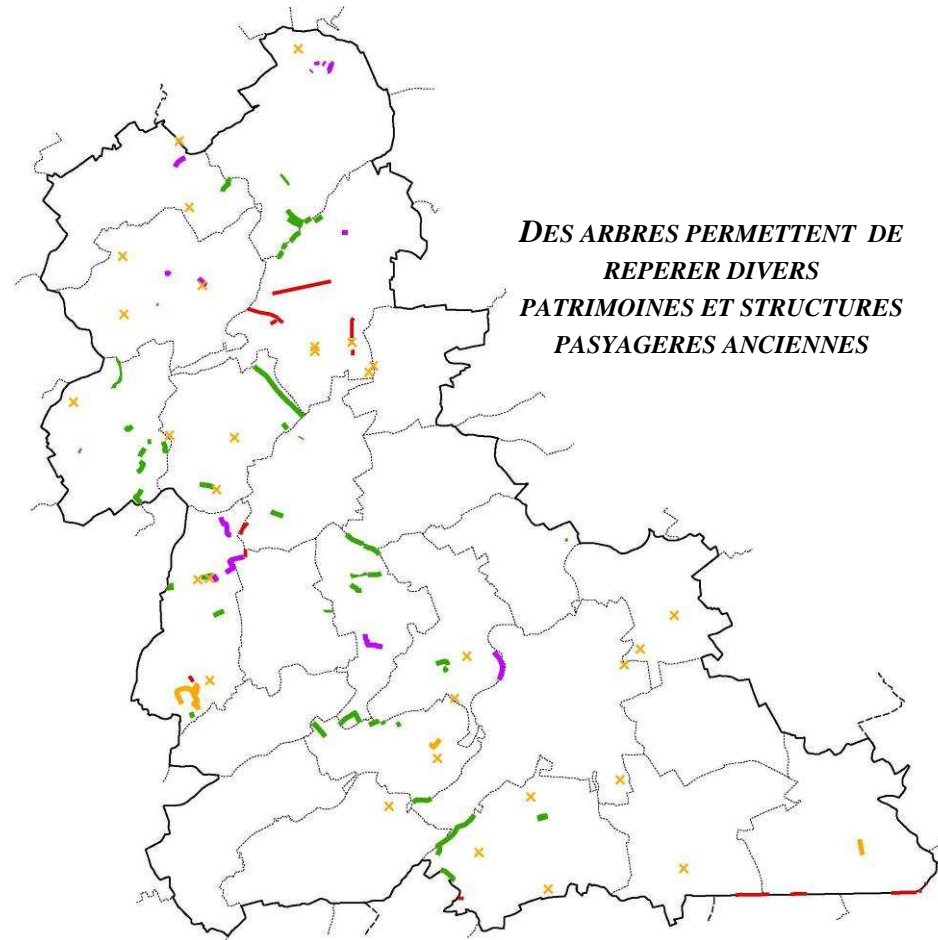 DES ARBRES PERMETTENT DE
REPERER DIVERS
PATRIMOINES ET STRUCTURES
PASYAGERES ANCIENNES